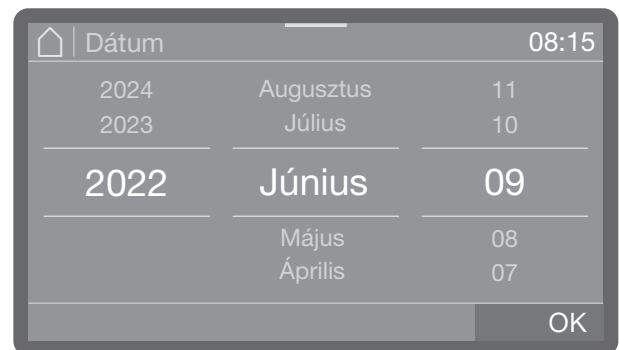 Dátum 08:15
2024 Augusztus 11
2023 Július 10
2022 Június 09
Május 08
Április 07
OK